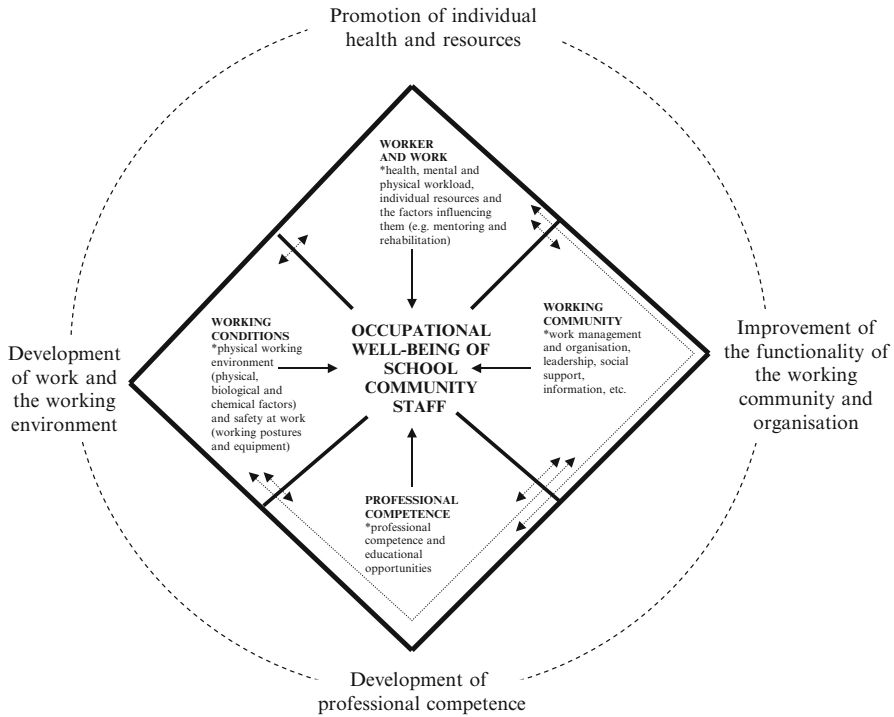 Promotion of individual
health and resources
WORKER
AND WORK
*health, mental and
physical workload,
individual resources and
the factors influencing
them (e.g. mentoring and
rehabilitation)
Development
of work and
the working
environment
WORKING
CONDITIONS
*physical working
environment
(physical,
biological and
chemical factors)
and safety at work
(working postures
and equipment)
OCCUPATIONAL
WELL-BEING OF
SCHOOL
COMMUNITY
STAFF
WORKING
COMMUNITY
*work management
and organisation,
leadership, social
support,
information, etc.
Improvement of
the functionality of
the working
community and
organisation
PROFESSIONAL
COMPETENCE
*professional
competence and
educational
opportunities
Development of
professional competence